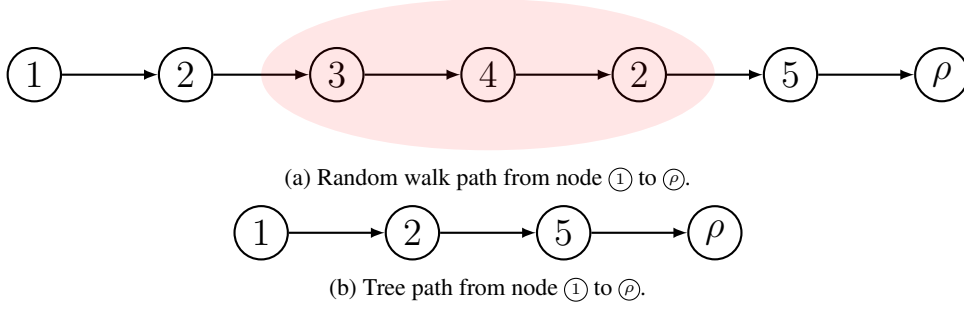 1 2 3 4 2 5 ρ
(a) Random walk path from node ① to ⓟ.
1 2 5 ρ
(b) Tree path from node ① to ⓟ.